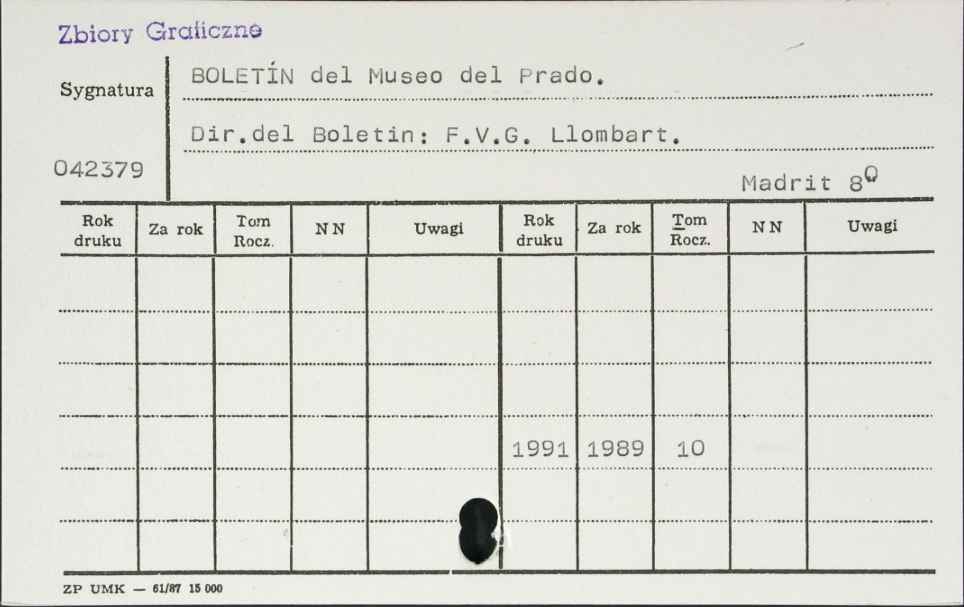 Zbiory Graficzne
Sygnatura
BOLETÍN del Museo del Prado.
Dir.del Boletin: F.V.G. Llombart.
042379
Madrit 8º
Rok druku | Za rok | Tom Rocz. | NN | Uwagi | Rok druku | Za rok | Tom Rocz. | NN | Uwagi
1991 | 1989 | 10
ZP UMK — 61/87 15 000